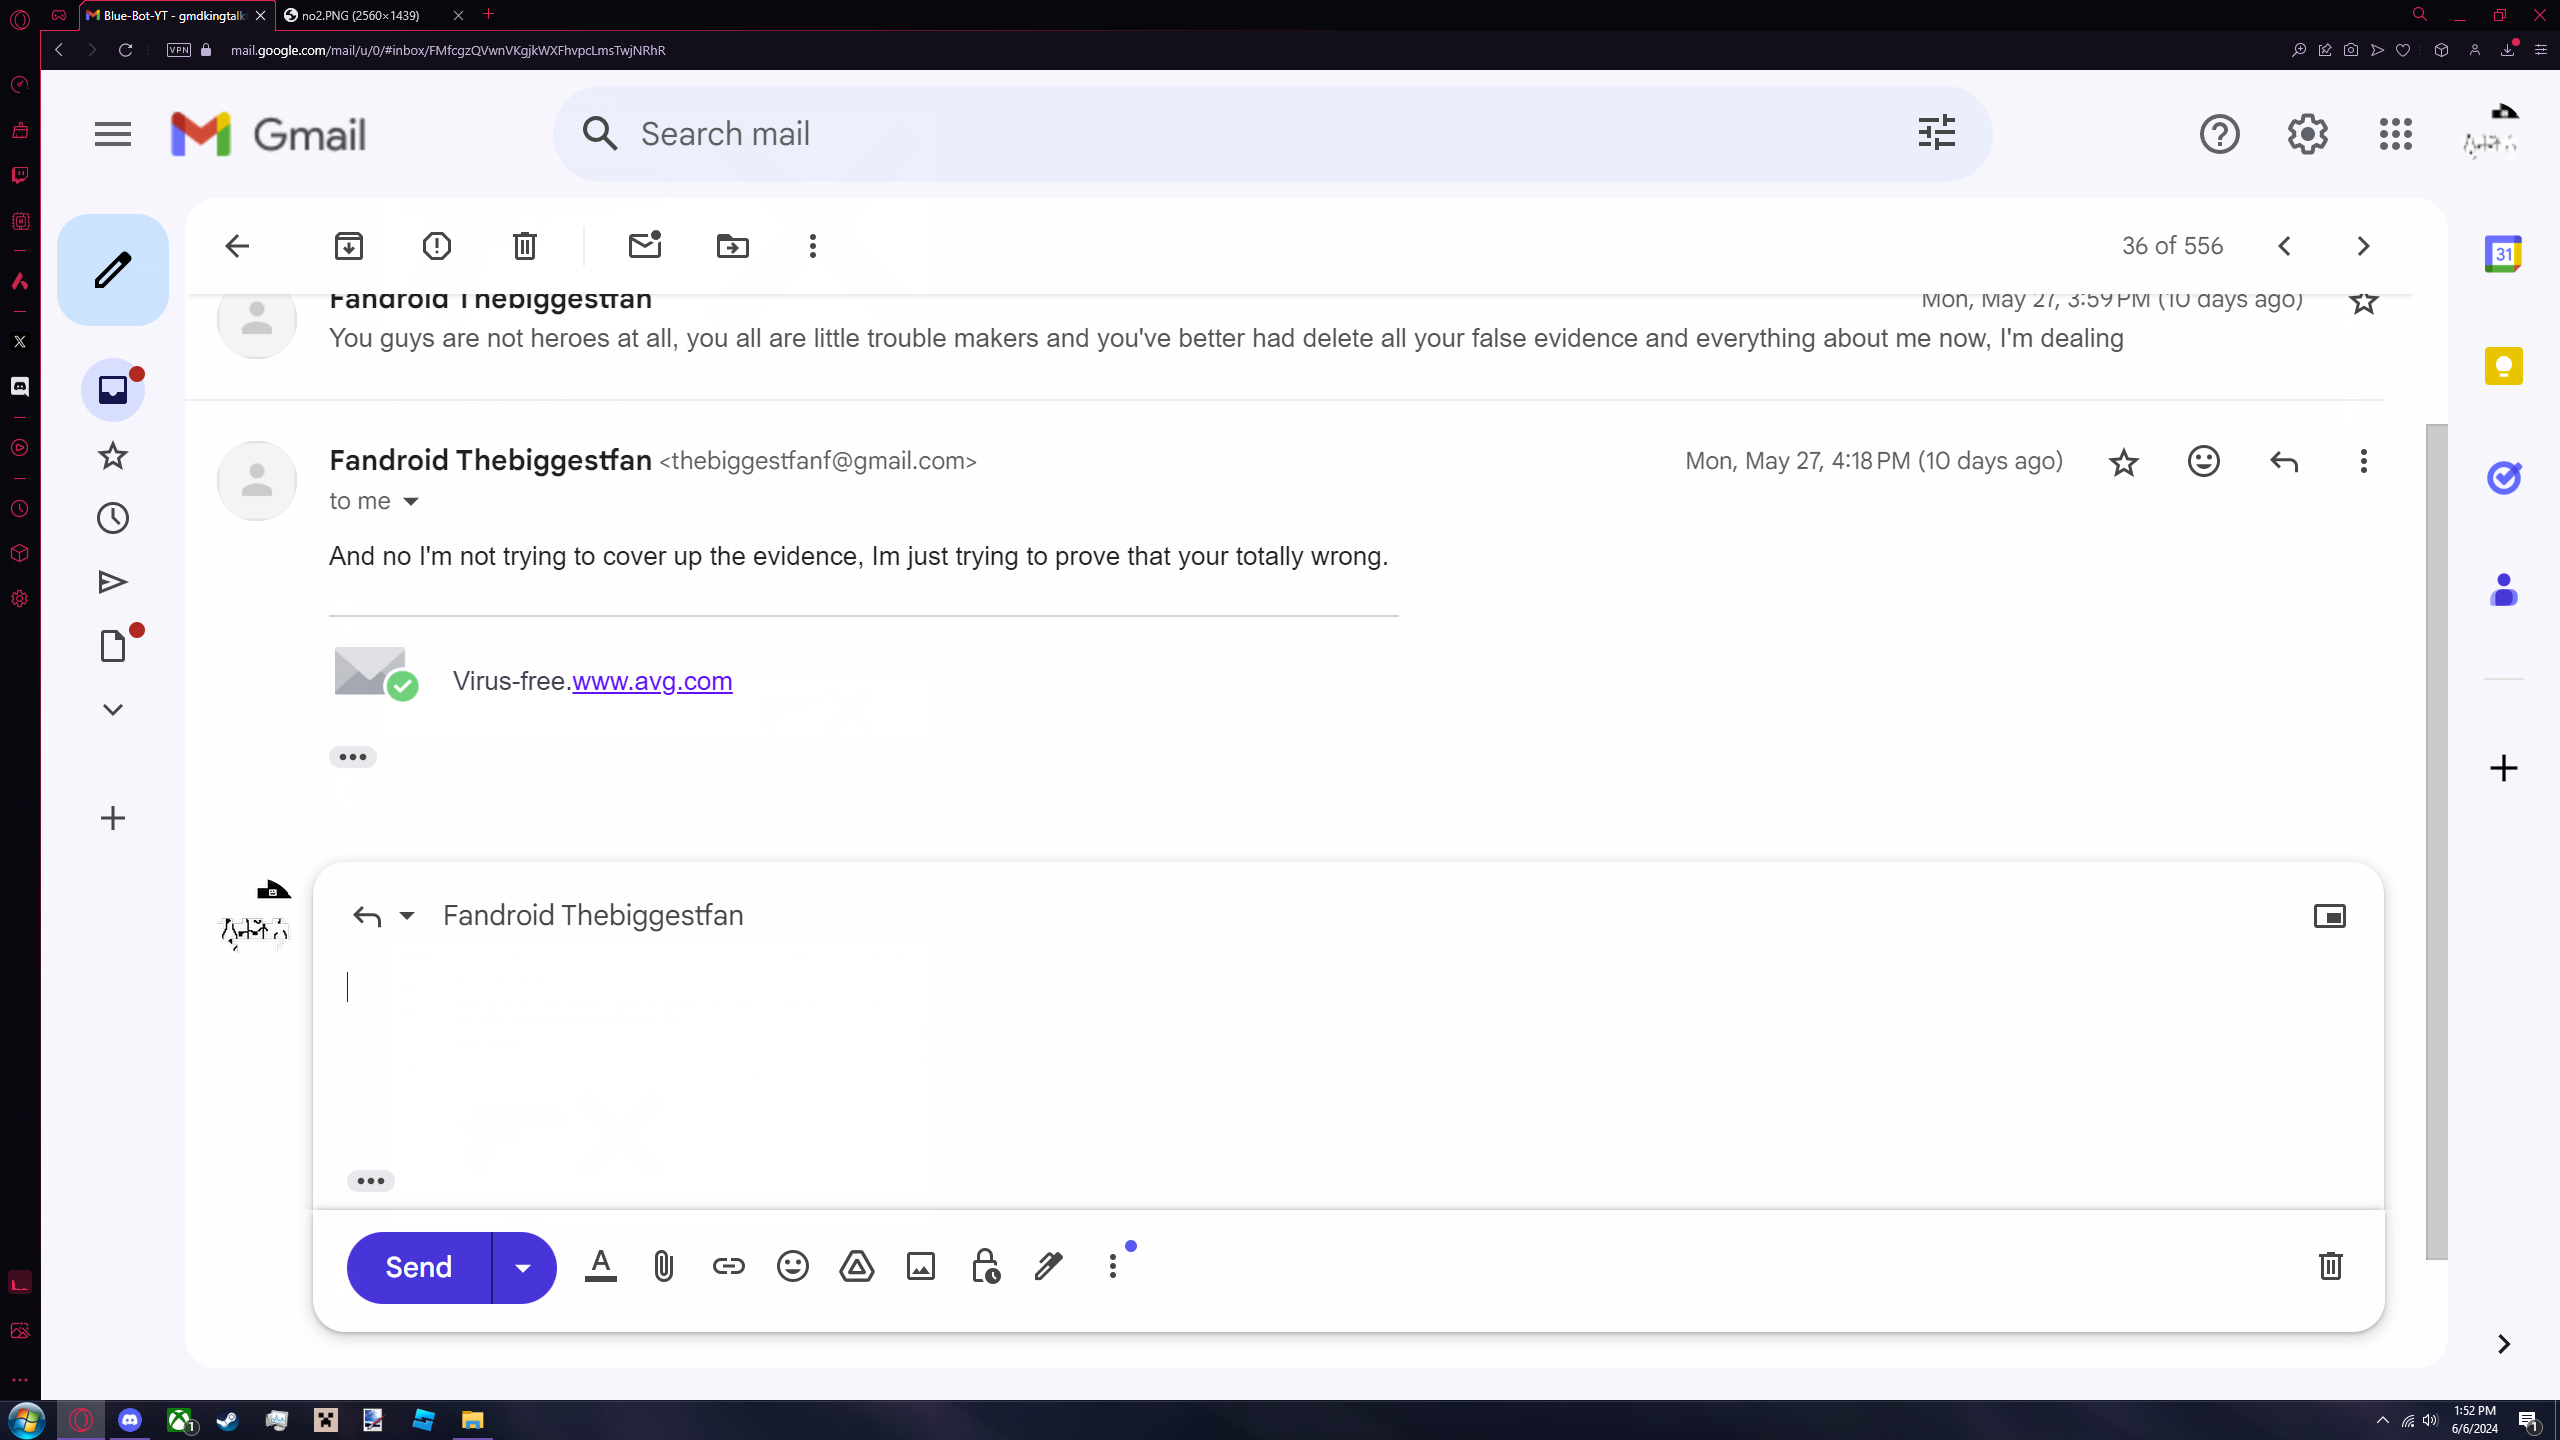 Blue-Bot-YT - gmdkingtalk
no2.PNG (2560×1439)
VPN
mail.google.com/mail/u/0/#inbox/FMfcgzQVwnVKgjkWXFhvpcLmsTwjNRhR
Gmail
Search mail
36 of 556
Fandroid Thebiggestfan
Mon, May 27, 3:59 PM (10 days ago)
You guys are not heroes at all, you all are little trouble makers and you've better had delete all your false evidence and everything about me now, I'm dealing
Fandroid Thebiggestfan <thebiggestfanf@gmail.com>
Mon, May 27, 4:18 PM (10 days ago)
to me
And no I'm not trying to cover up the evidence, Im just trying to prove that your totally wrong.
Virus-free.www.avg.com
Fandroid Thebiggestfan
Send
31
1
1:52 PM
6/6/2024
1